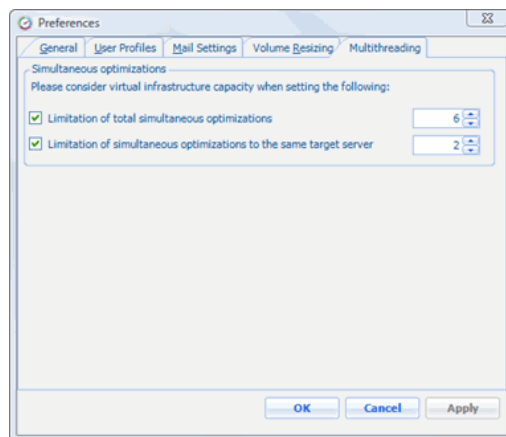 Preferences
General User Profiles Mail Settings Volume Resizing Multithreading
Simultaneous optimizations
Please consider virtual infrastructure capacity when setting the following:
Limitation of total simultaneous optimizations 6
Limitation of simultaneous optimizations to the same target server 2
OK Cancel Apply